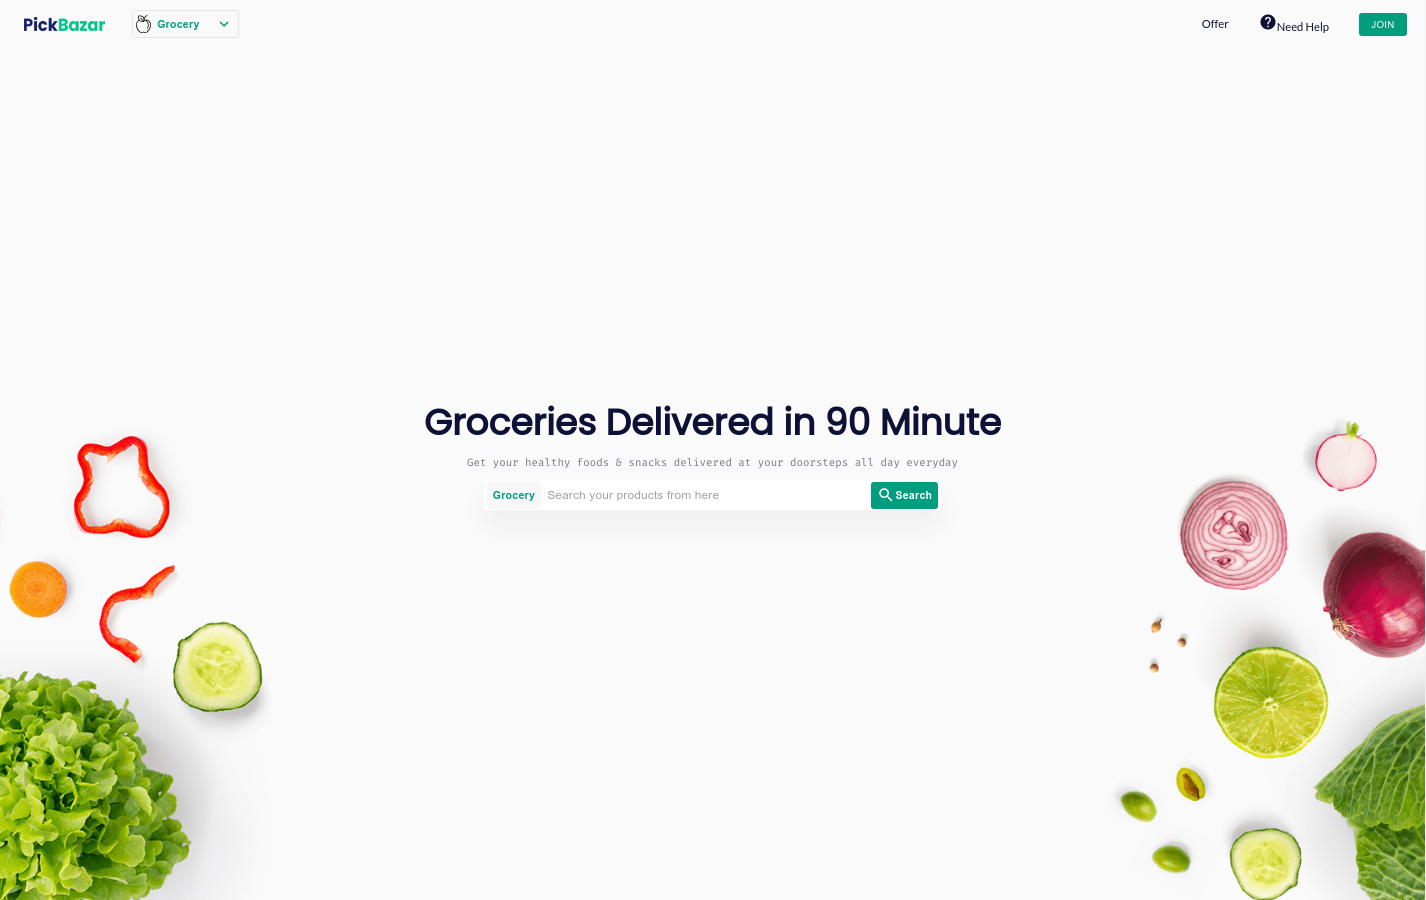 PickBazar
Grocery
Offer
Need Help
JOIN
Groceries Delivered in 90 Minute
Get your healthy foods & snacks delivered at your doorsteps all day everyday
Grocery
Search your products from here
Search